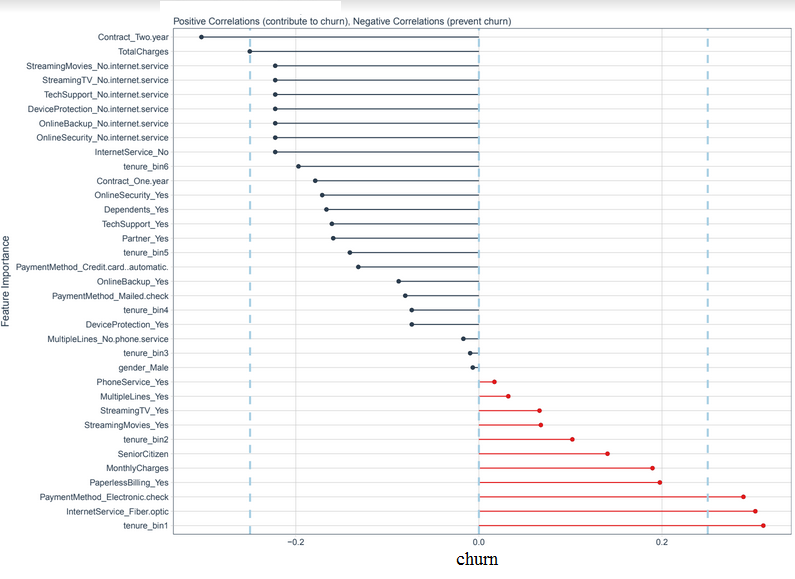 Positive Correlations (contribute to churn), Negative Correlations (prevent churn)
Feature Importance
Contract_Two.year
TotalCharges
StreamingMovies_No.internet.service
StreamingTV_No.internet.service
TechSupport_No.internet.service
DeviceProtection_No.internet.service
OnlineBackup_No.internet.service
OnlineSecurity_No.internet.service
InternetService_No
tenure_bin6
Contract_One.year
OnlineSecurity_Yes
Dependents_Yes
TechSupport_Yes
Partner_Yes
tenure_bin5
PaymentMethod_Credit.card..automatic.
OnlineBackup_Yes
PaymentMethod_Mailed.check
tenure_bin4
DeviceProtection_Yes
MultipleLines_No.phone.service
tenure_bin3
gender_Male
PhoneService_Yes
MultipleLines_Yes
StreamingTV_Yes
StreamingMovies_Yes
tenure_bin2
SeniorCitizen
MonthlyCharges
PaperlessBilling_Yes
PaymentMethod_Electronic.check
InternetService_Fiber.optic
tenure_bin1
−0.2 0.0 0.2
churn